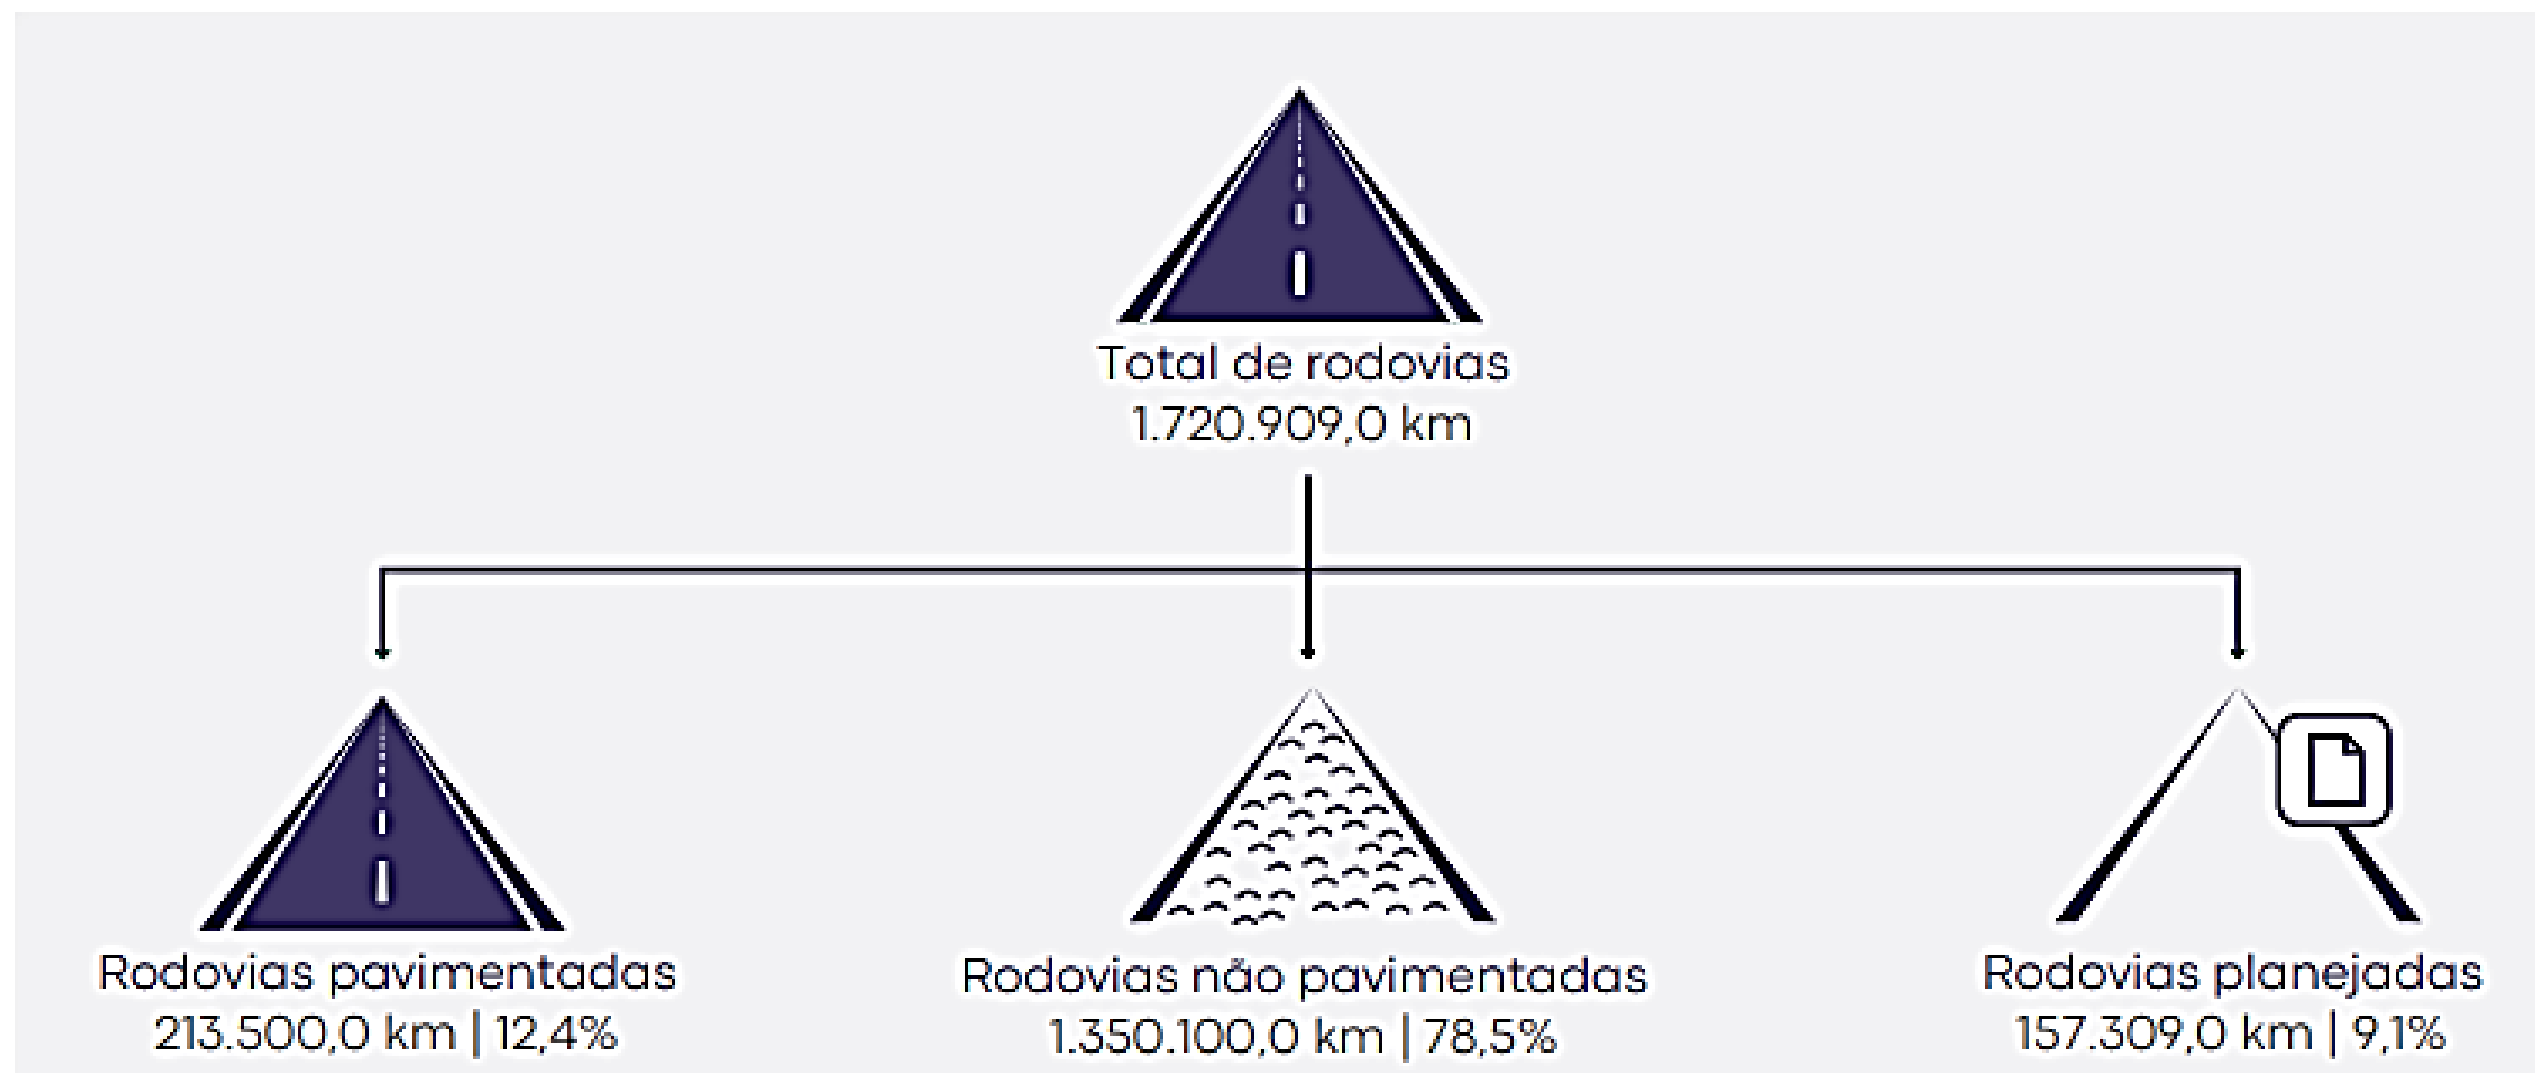 Total de rodovias
1.720.909,0 km
Rodovias pavimentadas
213.500,0 km | 12,4%
Rodovias não pavimentadas
1.350.100,0 km | 78,5%
Rodovias planejadas
157.309,0 km | 9,1%